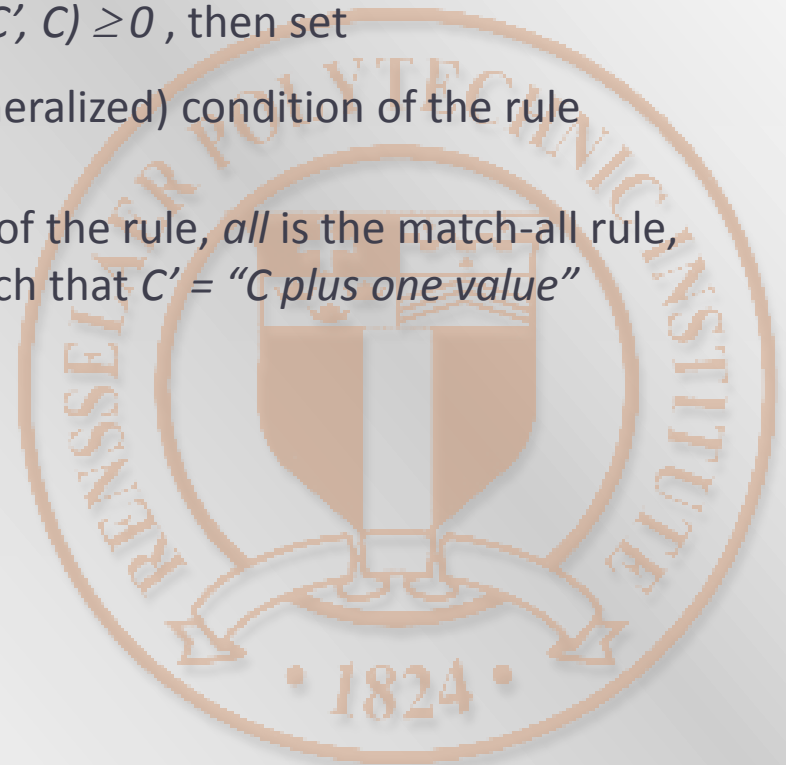 C’, C) ≥ 0 , then set
neralized) condition of the rule
of the rule, all is the match-all rule,
ch that C’ = “C plus one value”
RENSSELAER POLYTECHNIC INSTITUTE
• 1824 •